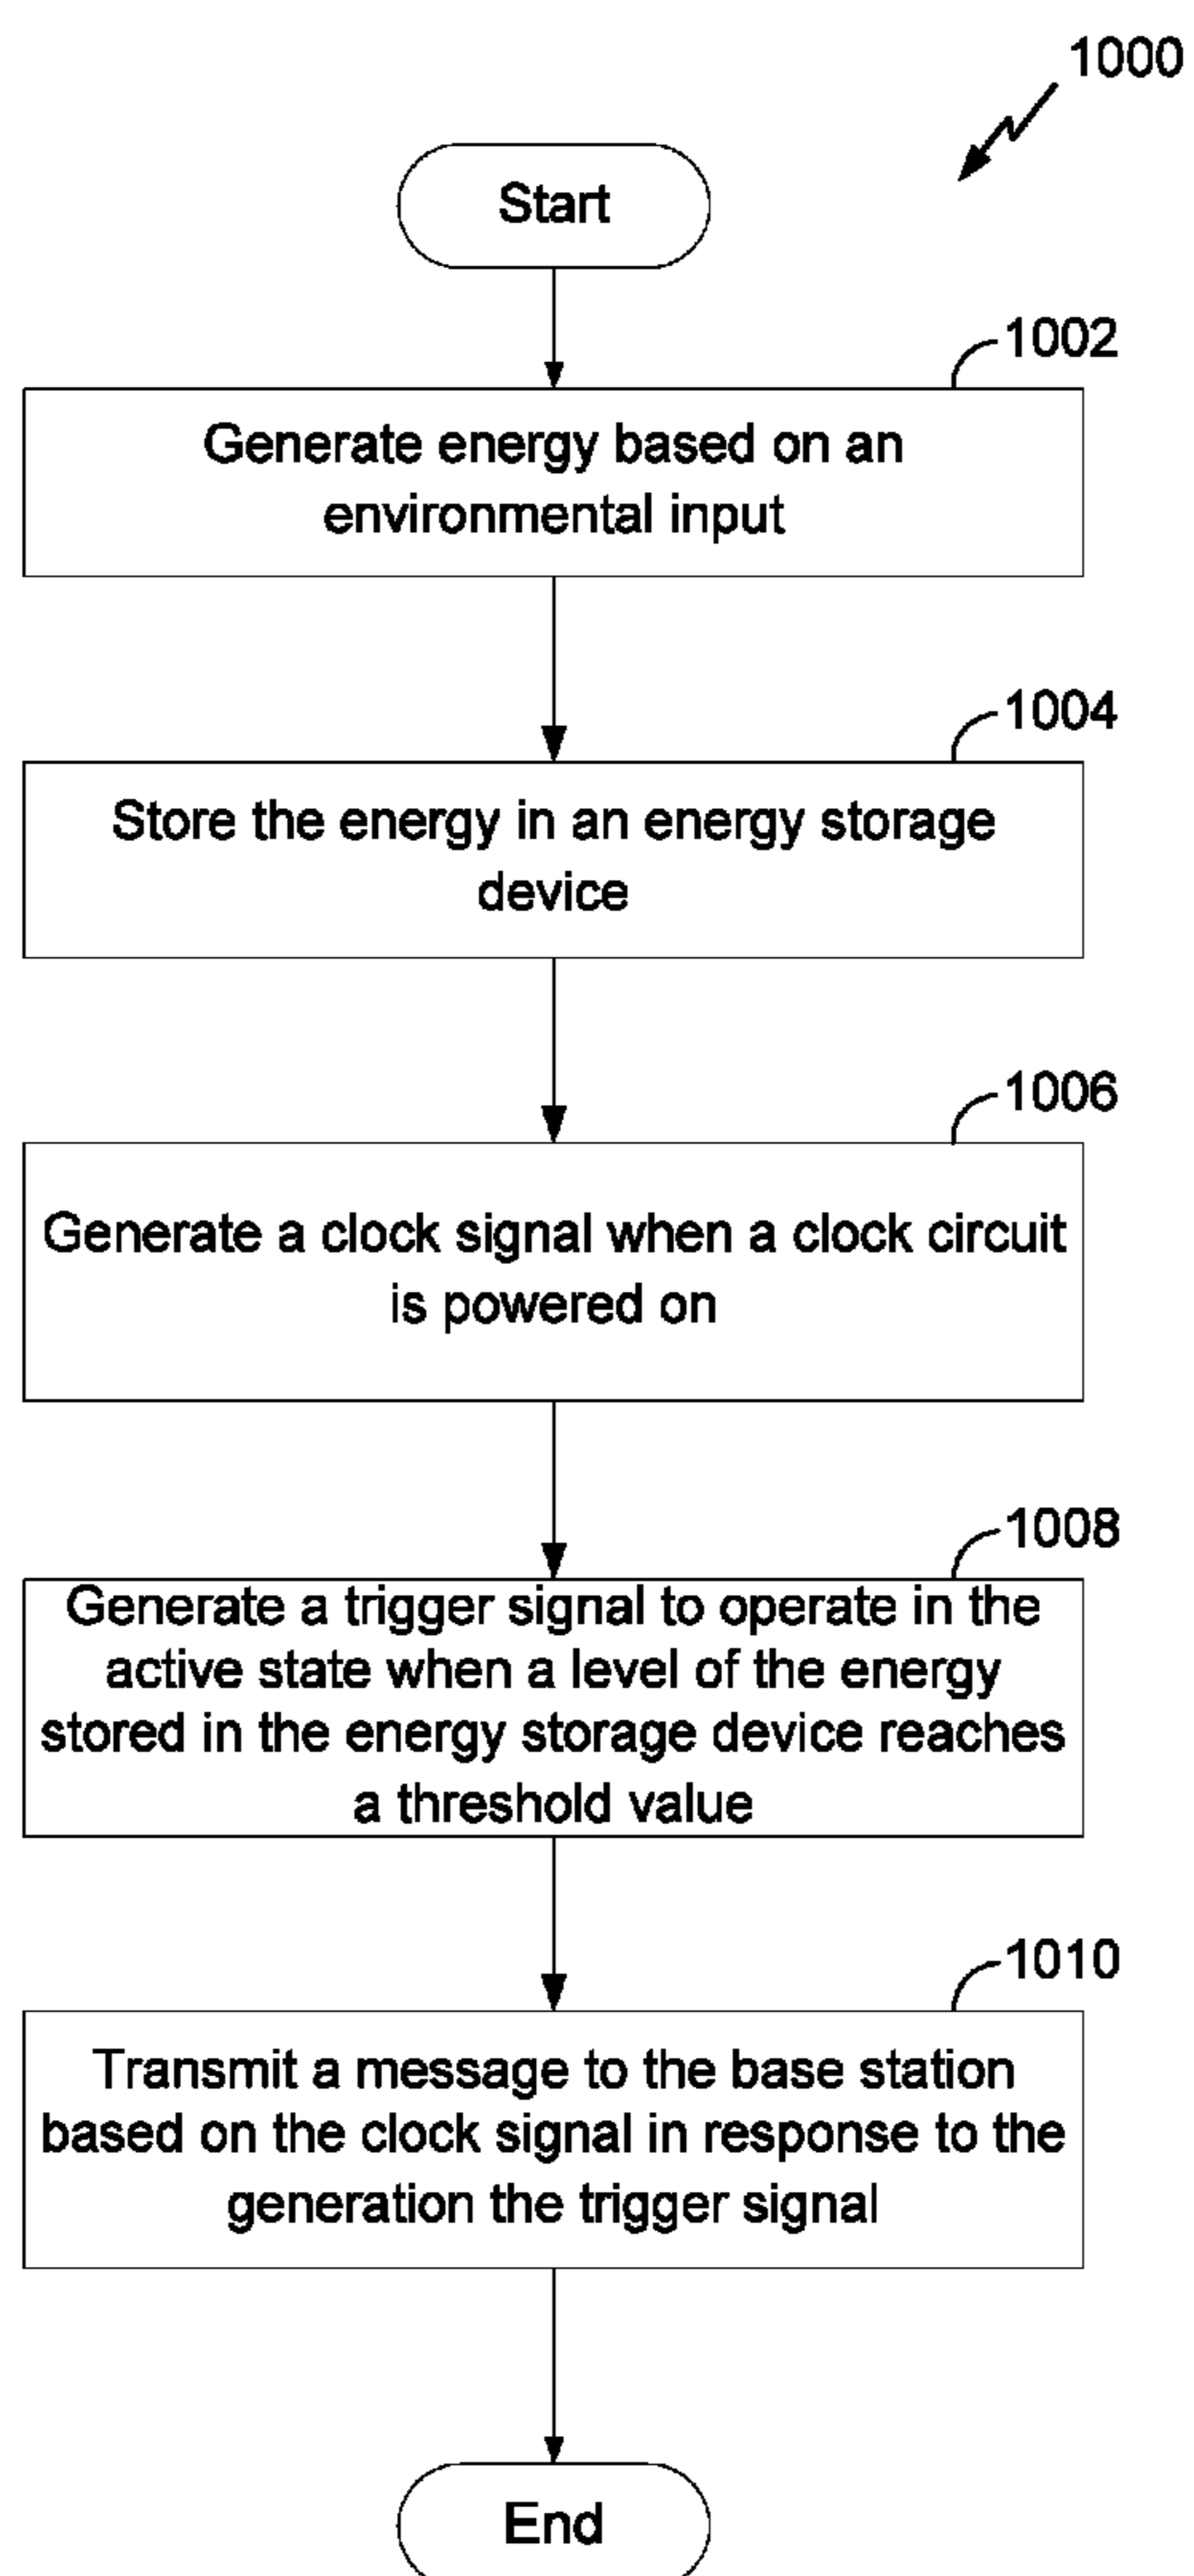 1000
Start
1002
Generate energy based on an
environmental input
1004
Store the energy in an energy storage
device
1006
Generate a clock signal when a clock circuit
is powered on
1008
Generate a trigger signal to operate in the
active state when a level of the energy
stored in the energy storage device reaches
a threshold value
1010
Transmit a message to the base station
based on the clock signal in response to the
generation the trigger signal
End